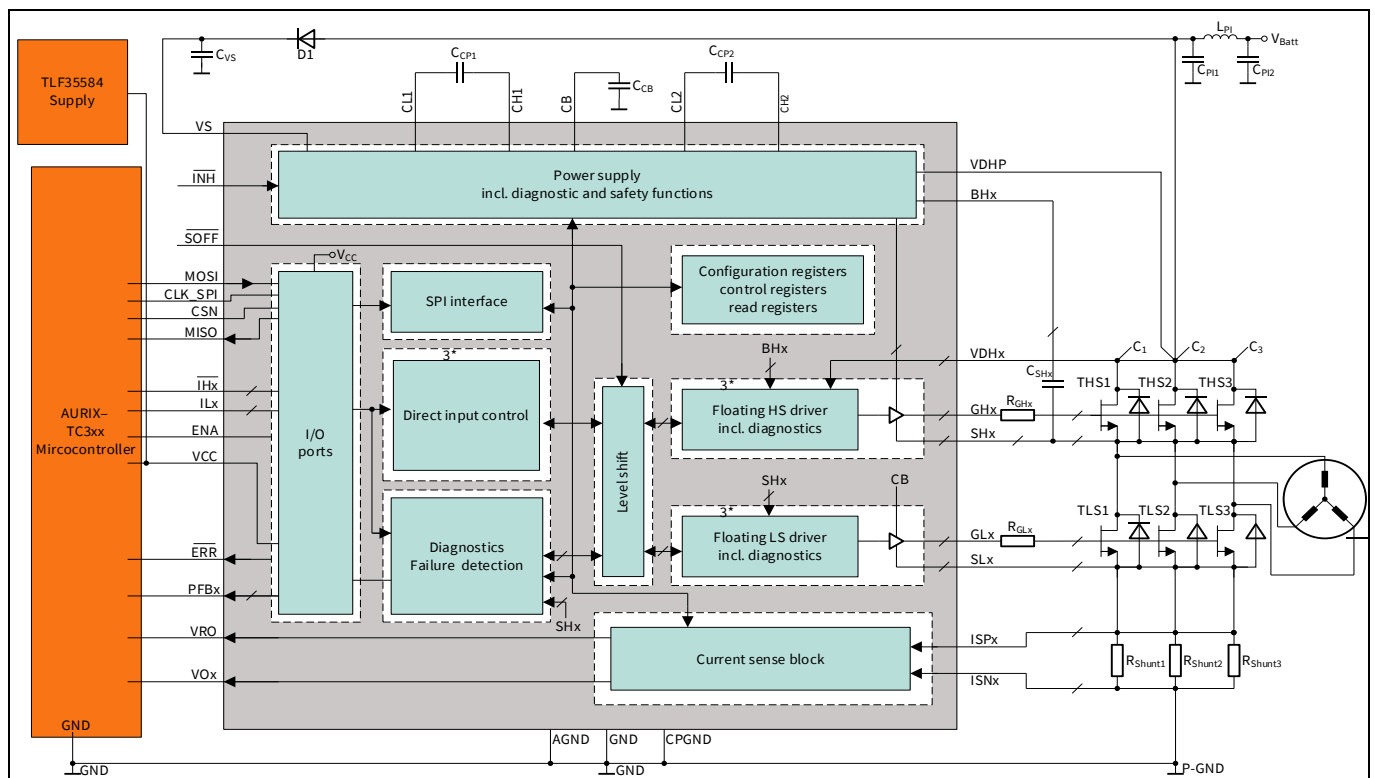 TLF35584
Supply
AURIX–
TC3xx
Mircocontroller
GND
GND
C_VS
D1
C_CP1
C_CB
C_CP2
L_PI
V_Batt
C_PI1
C_PI2
CL1
CH1
CB
CL2
CH2
VS
INH
SOFF
MOSI
CLK_SPI
CSN
MISO
IHx
ILx
ENA
VCC
ERR
PFBx
VRO
VOx
Power supply
incl. diagnostic and safety functions
V_CC
I/O
ports
SPI interface
3*
Direct input control
Diagnostics
Failure detection
SHx
Level shift
Configuration registers
control registers
read registers
BHx
3*
Floating HS driver
incl. diagnostics
SHx
CB
3*
Floating LS driver
incl. diagnostics
Current sense block
VDHP
BHx
VDHx
GHx
SHx
GLx
SLx
ISPx
ISNx
C_SHx
R_GHx
R_GLx
C_1
C_2
C_3
THS1
THS2
THS3
TLS1
TLS2
TLS3
R_Shunt1
R_Shunt2
R_Shunt3
AGND
GND
CPGND
GND
P-GND